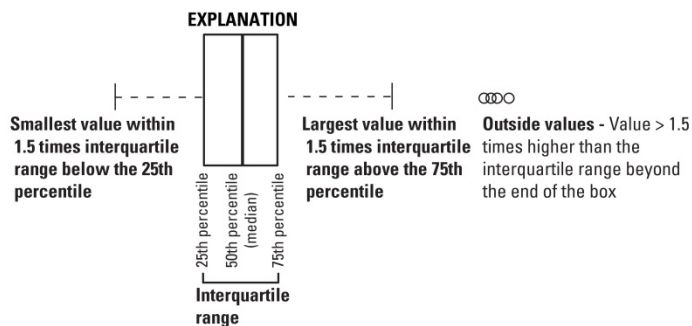 EXPLANATION
Smallest value within
1.5 times interquartile
range below the 25th
percentile
Largest value within
1.5 times interquartile
range above the 75th
percentile
Outside values - Value > 1.5
times higher than the
interquartile range beyond
the end of the box
25th percentile
50th percentile
(median)
75th percentile
Interquartile
range